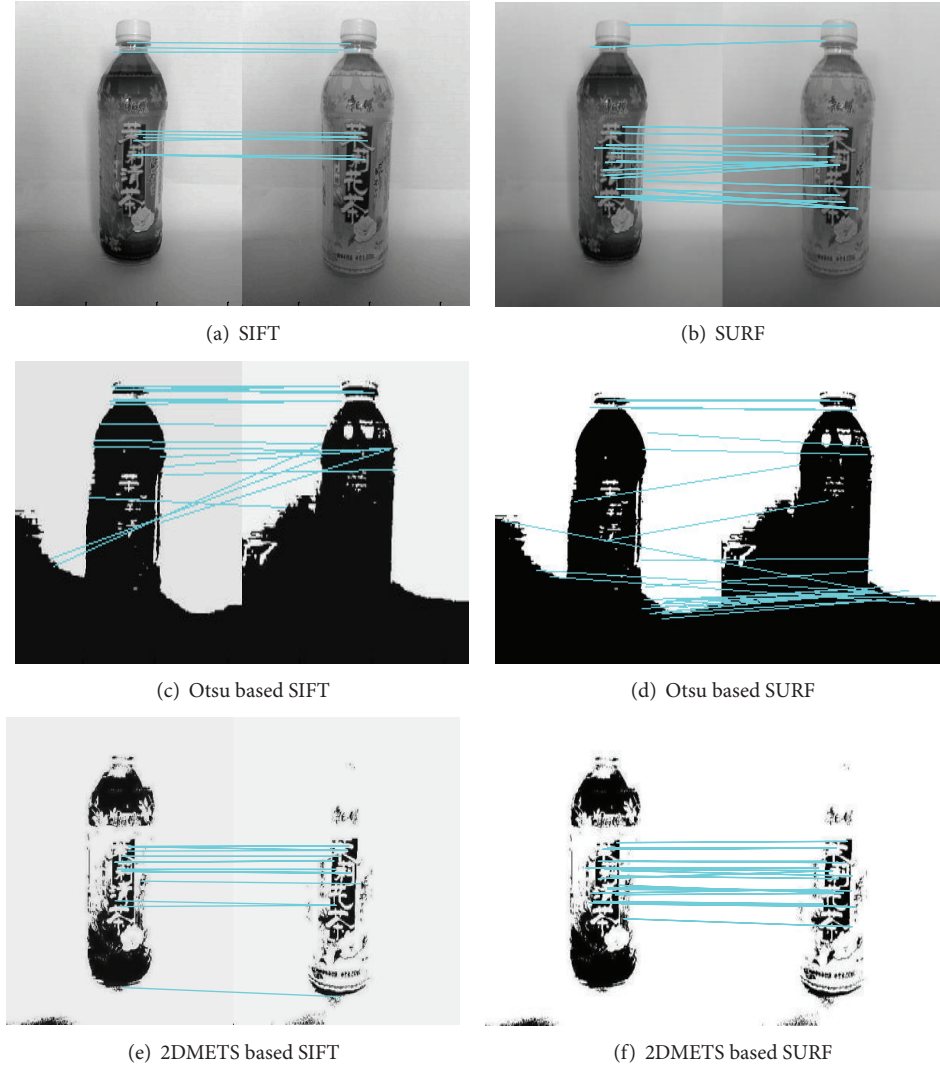 (a) SIFT
(b) SURF
(c) Otsu based SIFT
(d) Otsu based SURF
(e) 2DMETS based SIFT
(f) 2DMETS based SURF